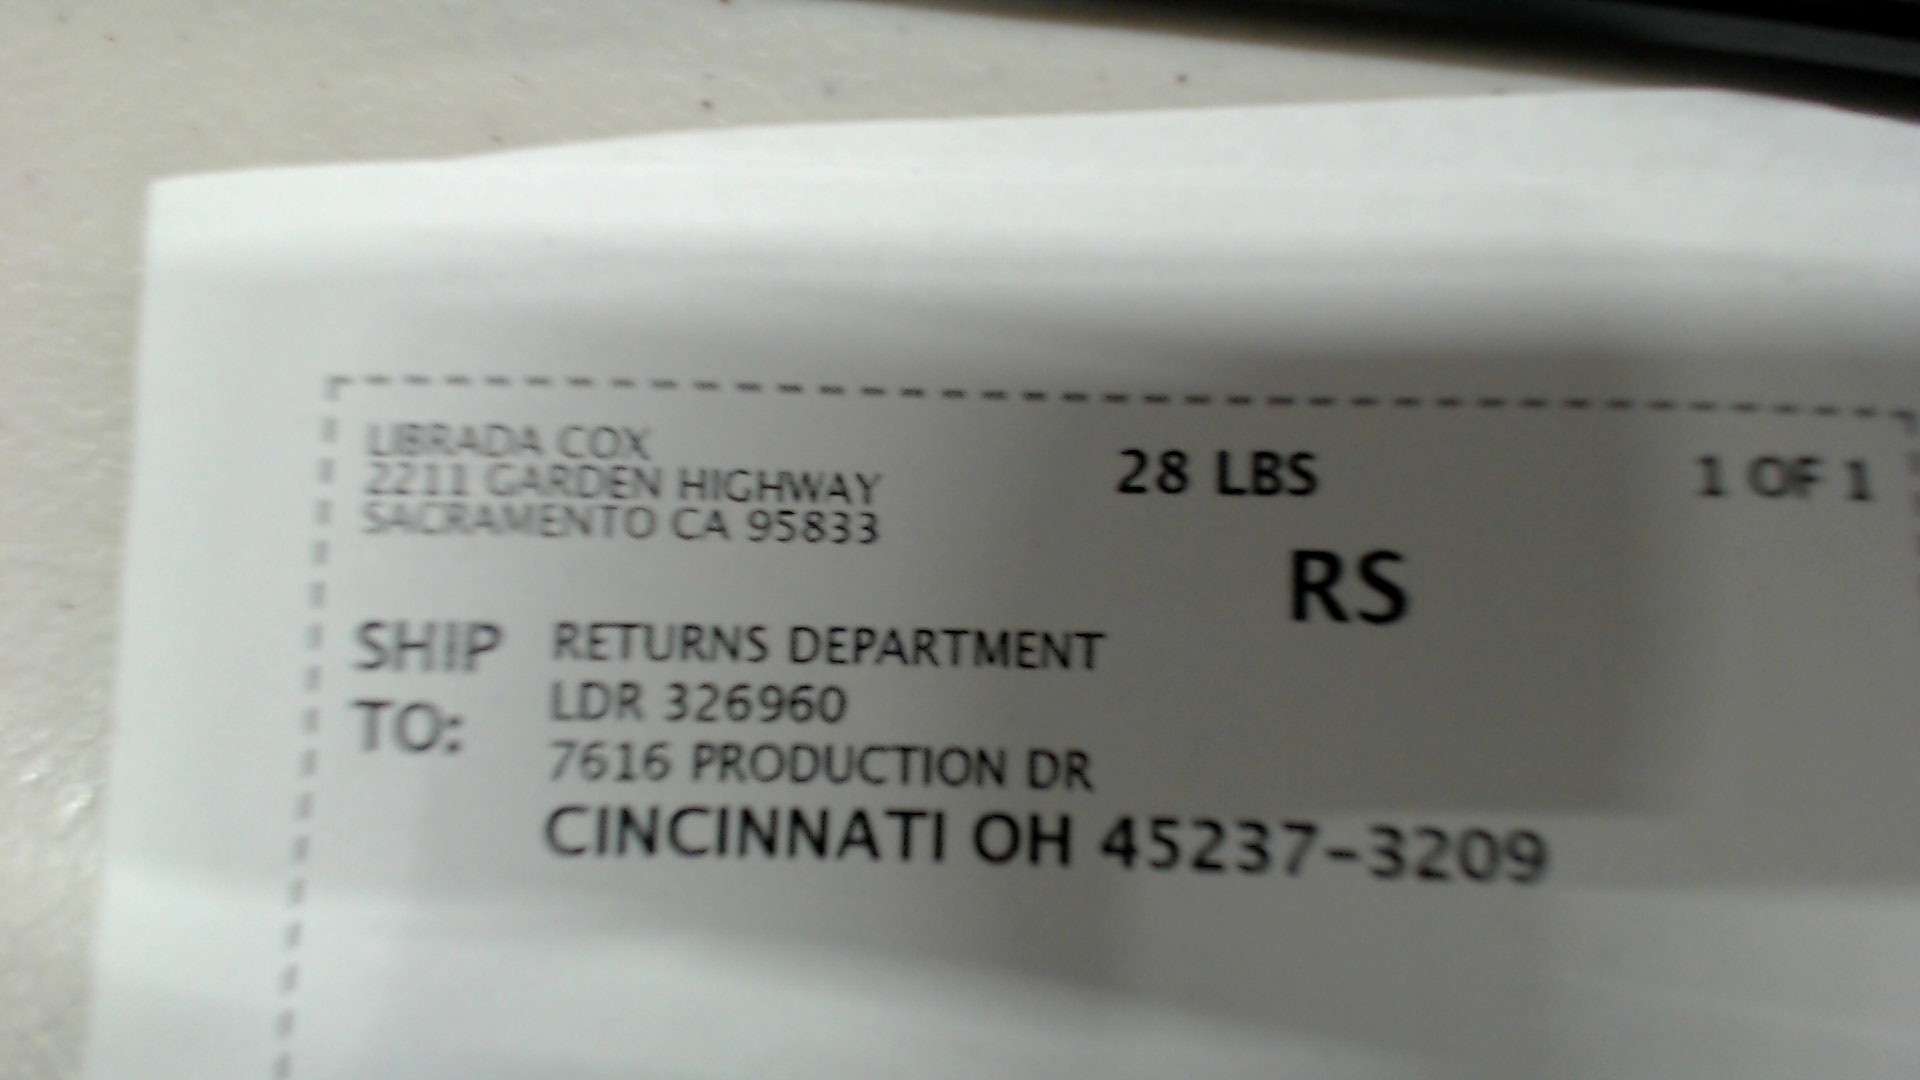 LIBRADA COX
2211 GARDEN HIGHWAY
SACRAMENTO CA 95833
28 LBS
1 OF 1
RS
SHIP TO:
RETURNS DEPARTMENT
LDR 326960
7616 PRODUCTION DR
CINCINNATI OH 45237-3209